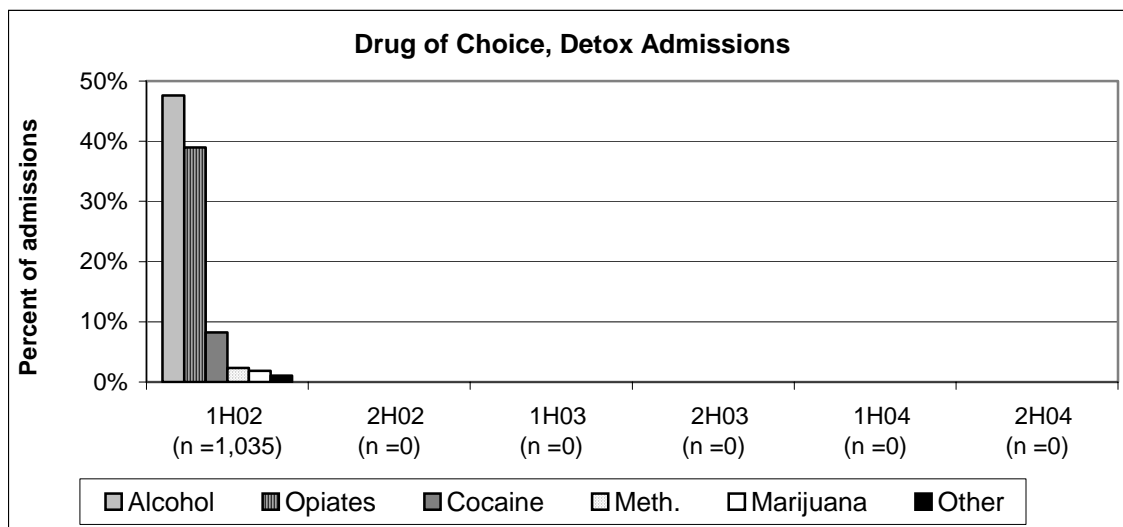 Drug of Choice, Detox Admissions
Percent of admissions
50%
40%
30%
20%
10%
0%
1H02 2H02 1H03 2H03 1H04 2H04
(n =1,035) (n =0) (n =0) (n =0) (n =0) (n =0)
Alcohol Opiates Cocaine Meth. Marijuana Other